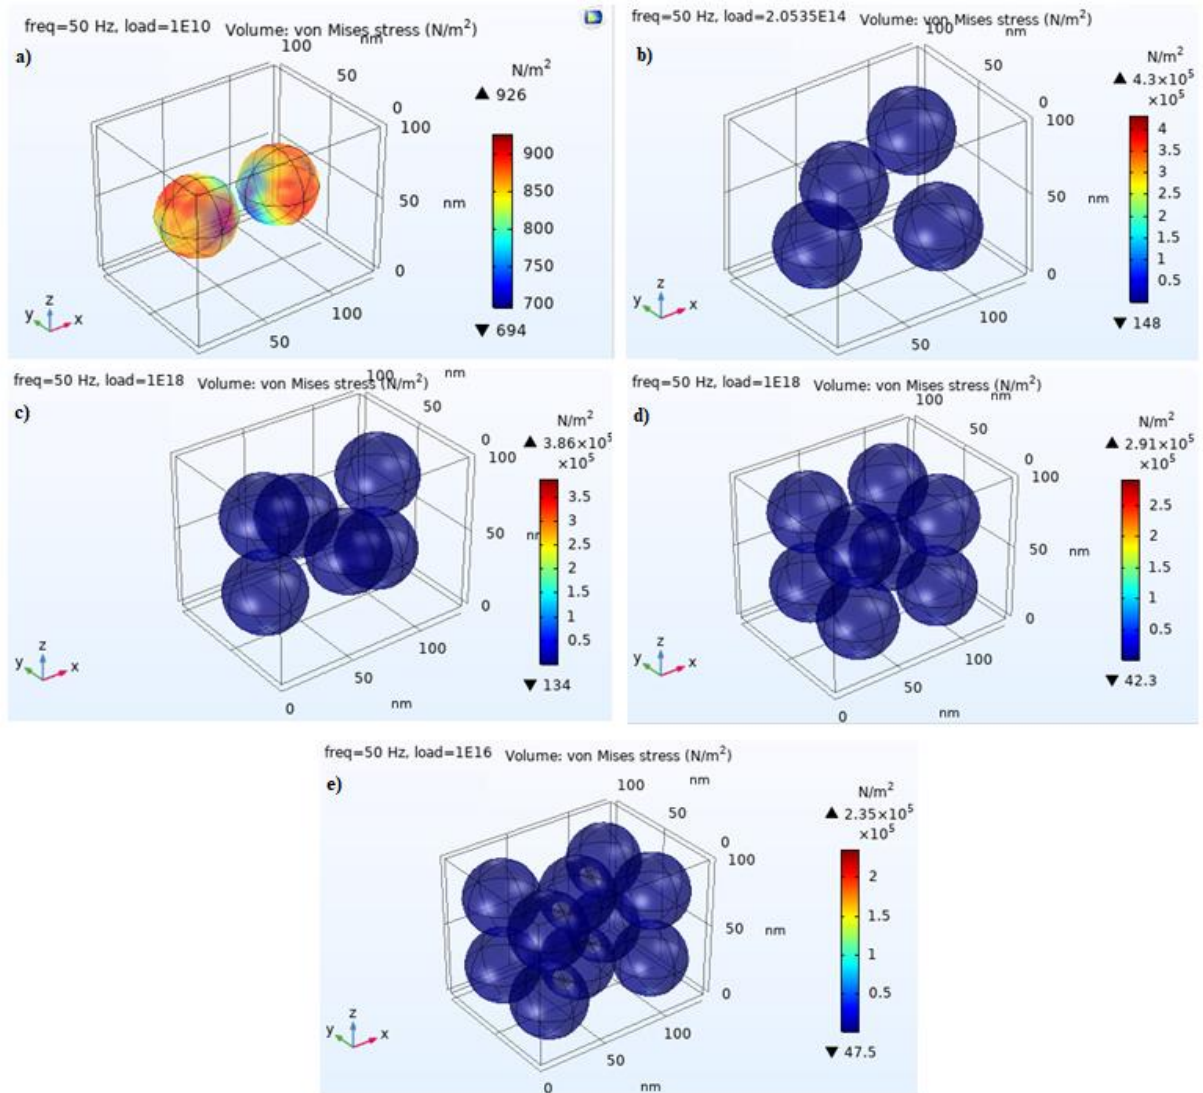 freq=50 Hz, load=1E10 Volume: von Mises stress (N/m²)
a)
100 nm
50
0
100
50 nm
0
100
50
z
y x
N/m²
▲ 926
900
850
800
750
700
▼ 694
freq=50 Hz, load=2.0535E14 Volume: von Mises stress (N/m²)
b)
100 nm
50
0
100
50 nm
0
100
50
z
y x
N/m²
▲ 4.3×10⁵
×10⁵
4
3.5
3
2.5
2
1.5
1
0.5
▼ 148
freq=50 Hz, load=1E18 Volume: von Mises stress (N/m²)
c)
100 nm
50
0
100
50
0
100
50
0 nm
z
y x
N/m²
▲ 3.86×10⁵
×10⁵
3.5
3
2.5
2
1.5
1
0.5
▼ 134
freq=50 Hz, load=1E18 Volume: von Mises stress (N/m²)
d)
100 nm
50
0
100
50 nm
0
100
50
0 nm
z
y x
N/m²
▲ 2.91×10⁵
×10⁵
2.5
2
1.5
1
0.5
▼ 42.3
freq=50 Hz, load=1E16 Volume: von Mises stress (N/m²)
e)
100 nm
50
0
100
50 nm
0
100
50
0 nm
z
y x
N/m²
▲ 2.35×10⁵
×10⁵
2
1.5
1
0.5
▼ 47.5